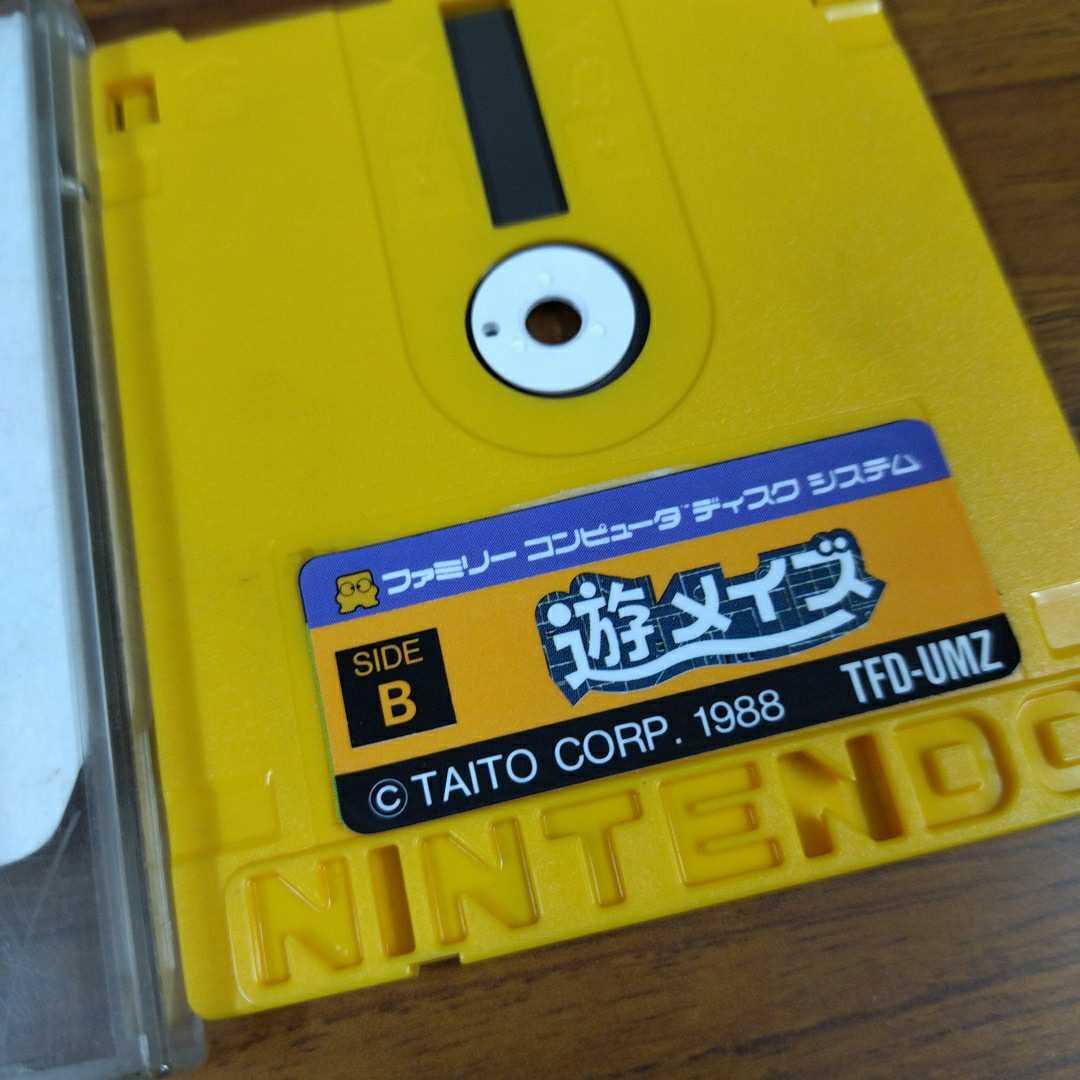 ファミリー コンピュータ ディスク システム
SIDE
B
遊メイズ
TFD-UMZ
©TAITO CORP. 1988
NINTENDO